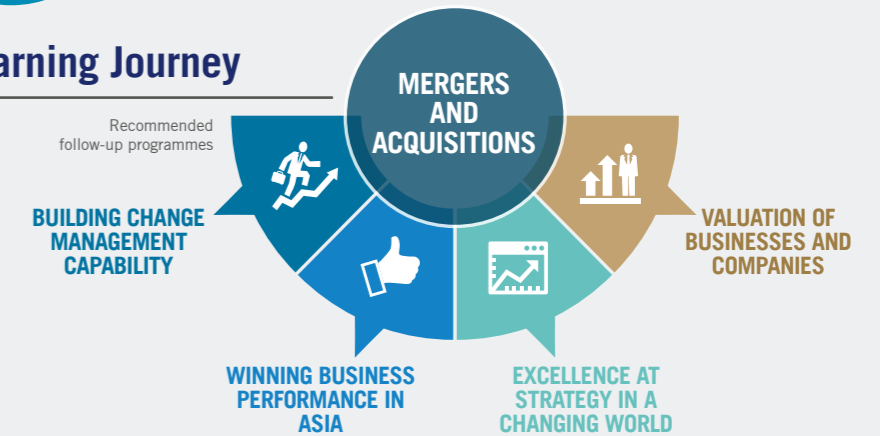 arning Journey
Recommended
follow-up programmes
MERGERS
AND
ACQUISITIONS
BUILDING CHANGE
MANAGEMENT
CAPABILITY
WINNING BUSINESS
PERFORMANCE IN
ASIA
EXCELLENCE AT
STRATEGY IN A
CHANGING WORLD
VALUATION OF
BUSINESSES AND
COMPANIES